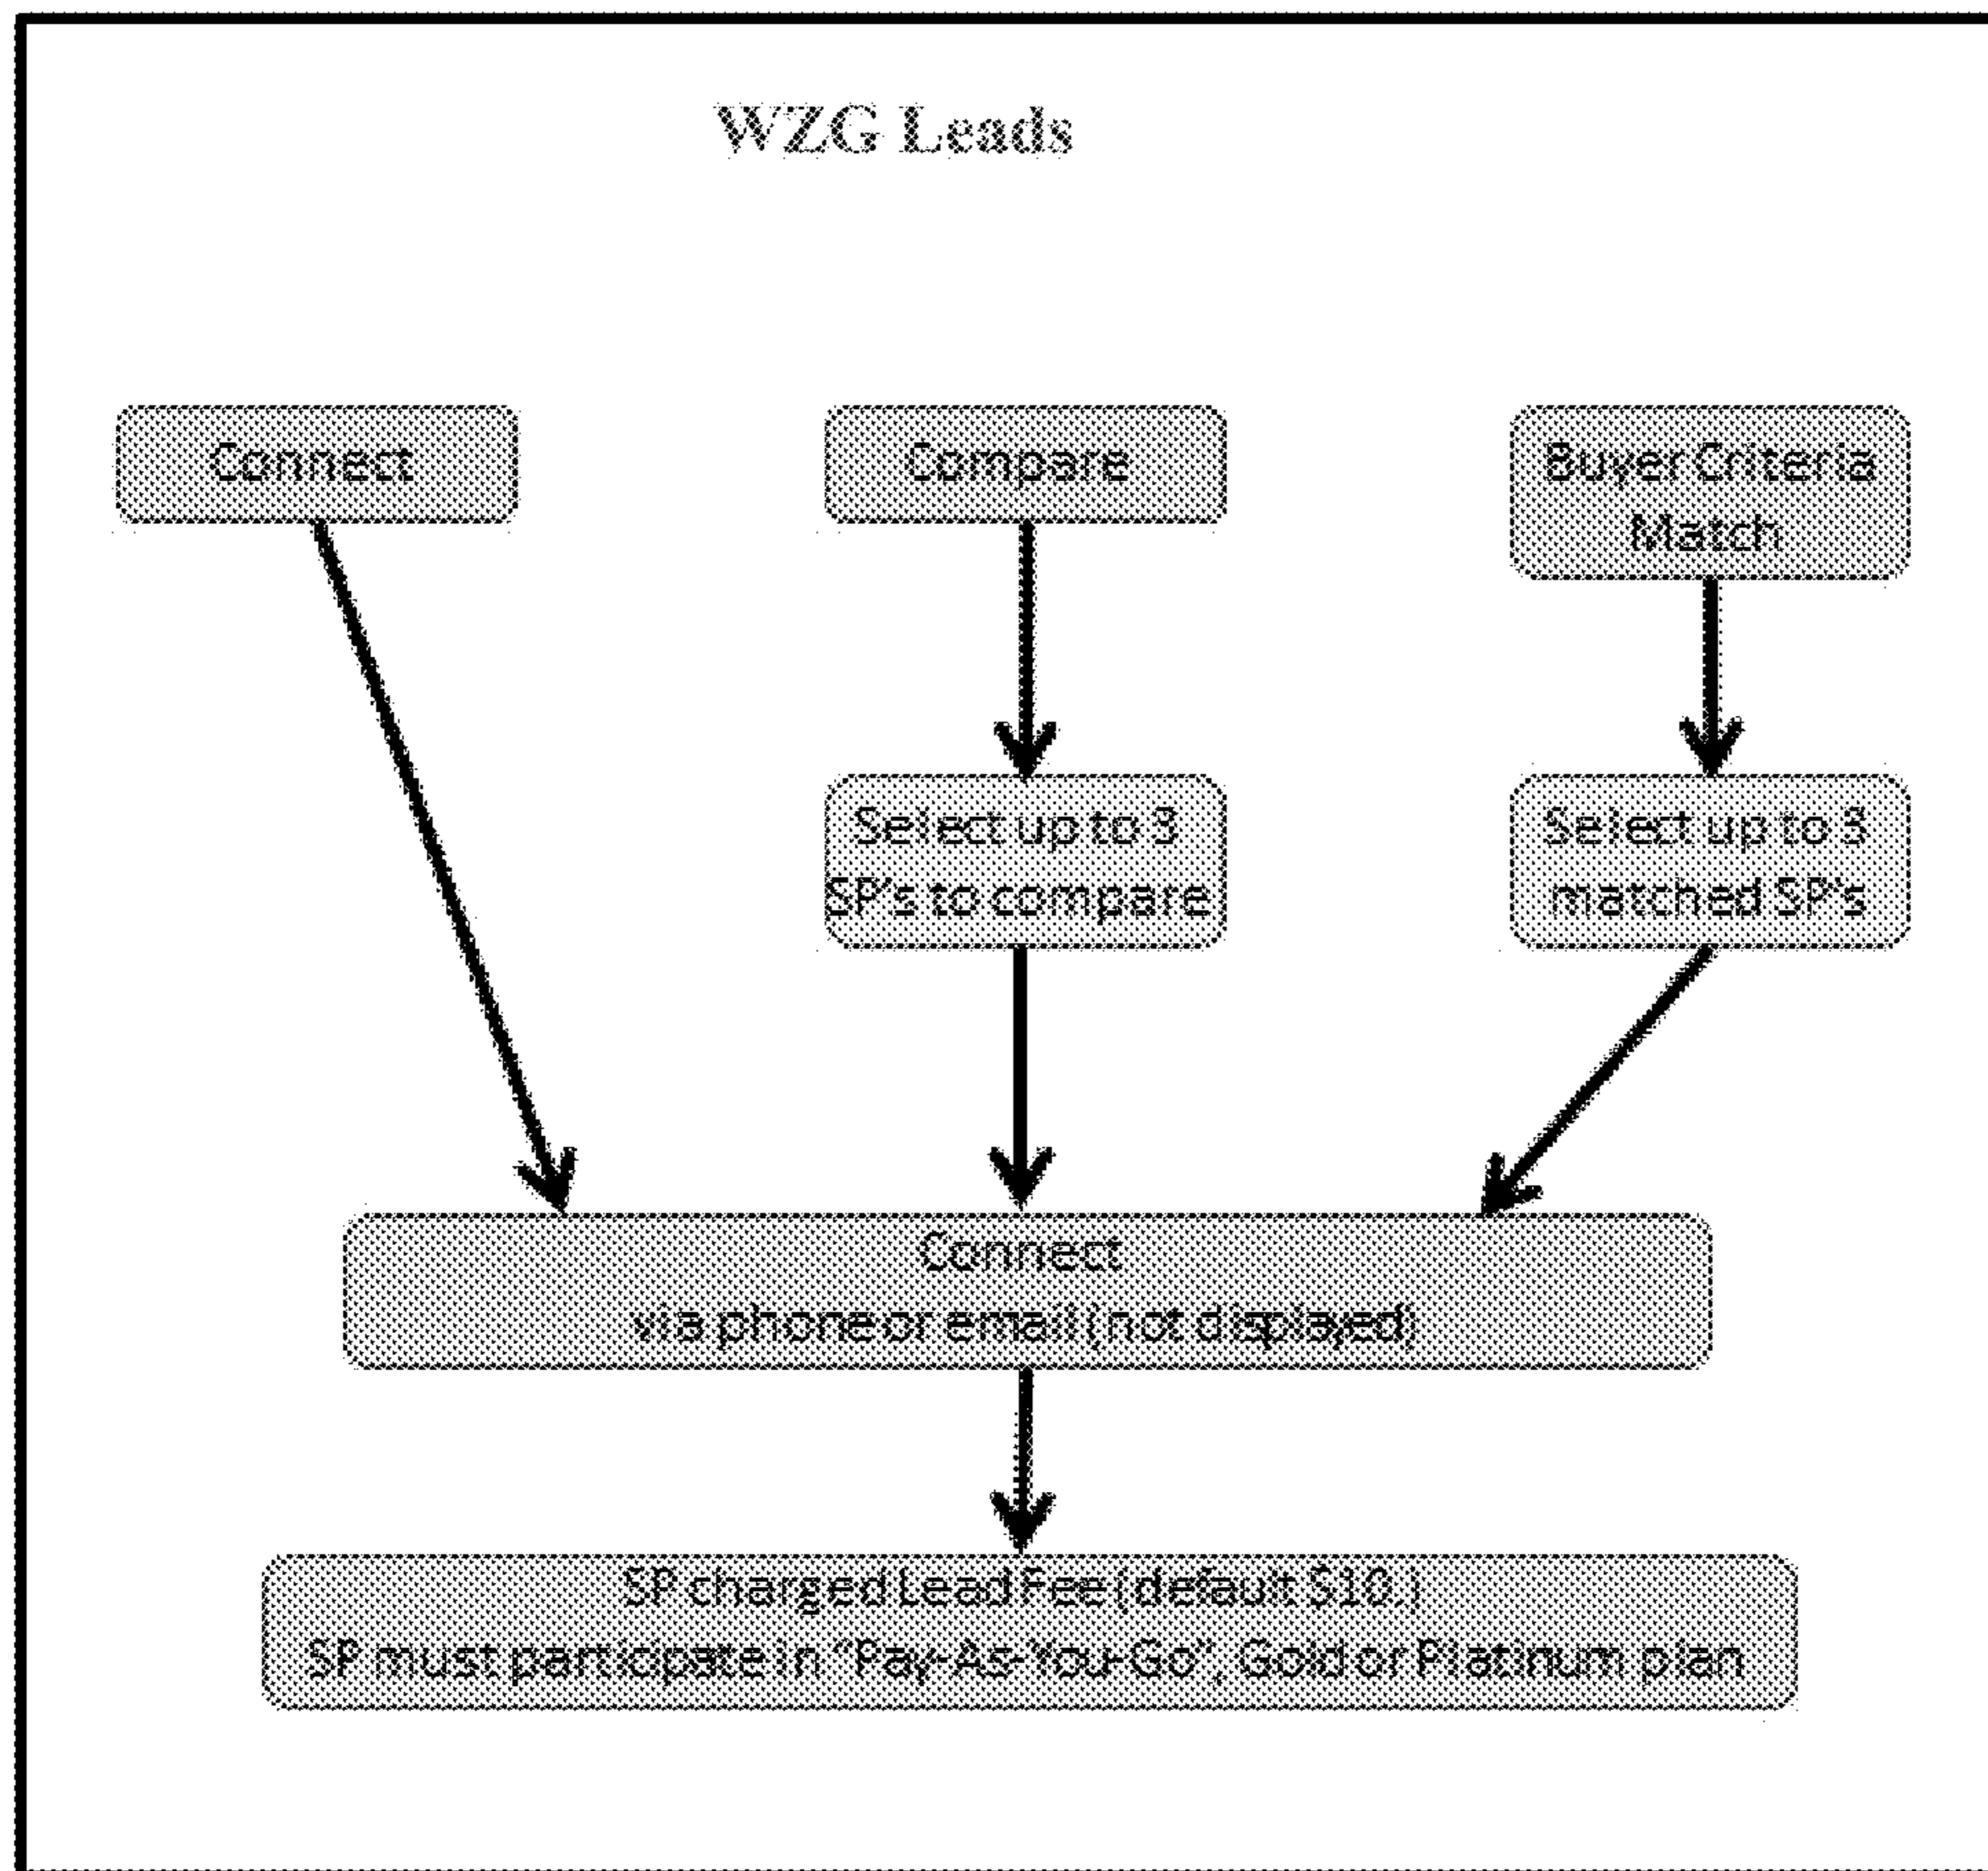 WZG Leads
Connect
Compare
Buyer Criteria
Match
Select up to 3
SP's to compare
Select up to 3
matched SP's
Connect
via phone or email (not displayed)
SP charged Lead Fee (default $10.)
SP must participate in "Pay-As-You-Go", Gold or Platinum plan